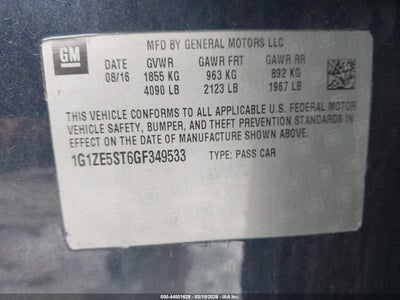 GM
MFD BY GENERAL MOTORS LLC
DATE GVWR GAWR FRT GAWR RR
08/16 1855 KG 963 KG 892 KG
4090 LB 2123 LB 1967 LB
THIS VEHICLE CONFORMS TO ALL APPLICABLE U.S. FEDERAL MOTOR
VEHICLE SAFETY, BUMPER, AND THEFT PREVENTION STANDARDS IN
EFFECT ON THE DATE OF MANUFACTURE SHOWN ABOVE.
1G1ZE5ST6GF349533 TYPE: PASS CAR